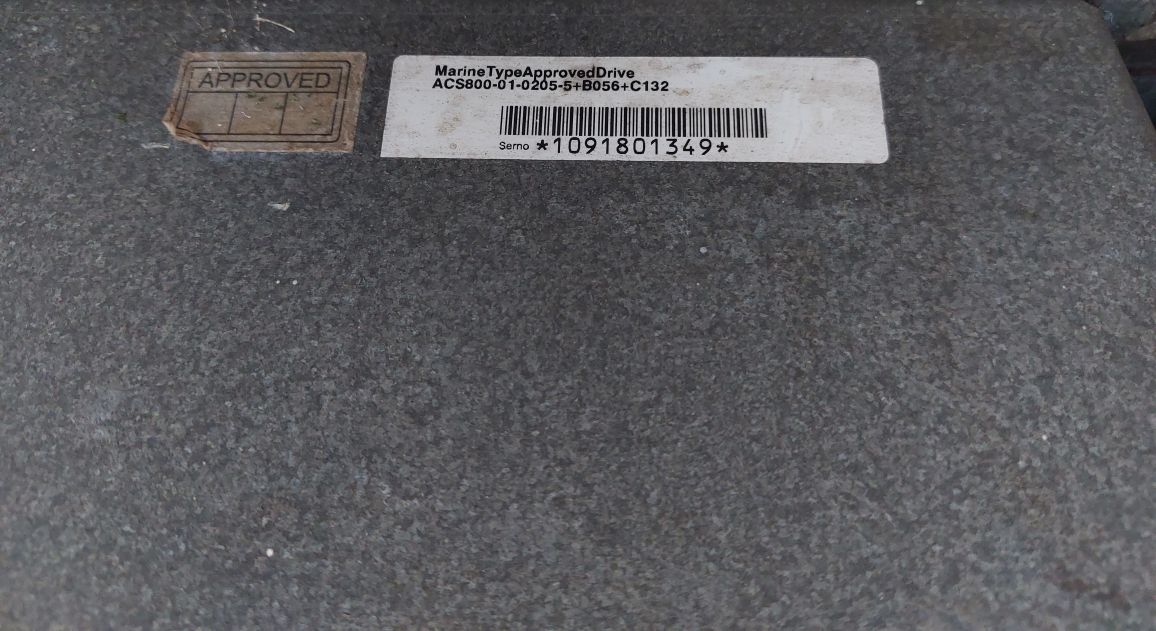 APPROVED
MarineTypeApprovedDrive
ACS800-01-0205-5+B056+C132
Serno *1091801349*